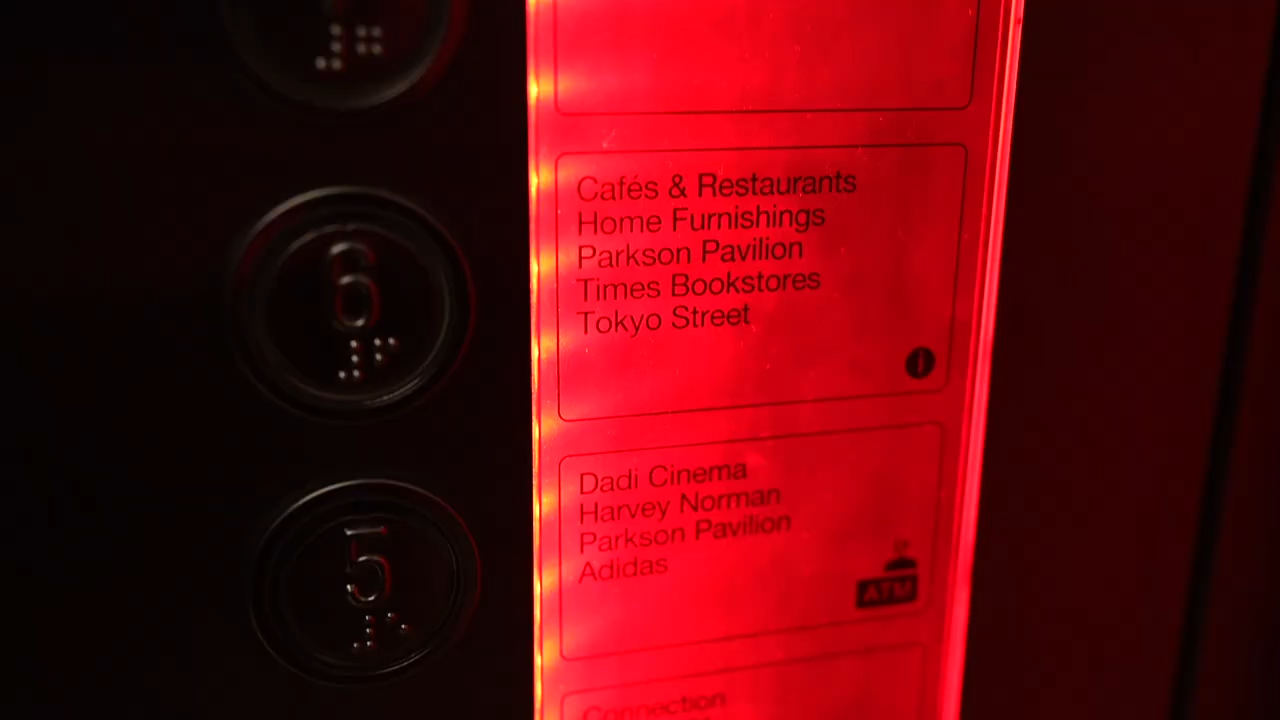 Cafés & Restaurants
Home Furnishings
Parkson Pavilion
Times Bookstores
Tokyo Street
6
Dadi Cinema
Harvey Norman
Parkson Pavilion
Adidas
ATM
5
Connection